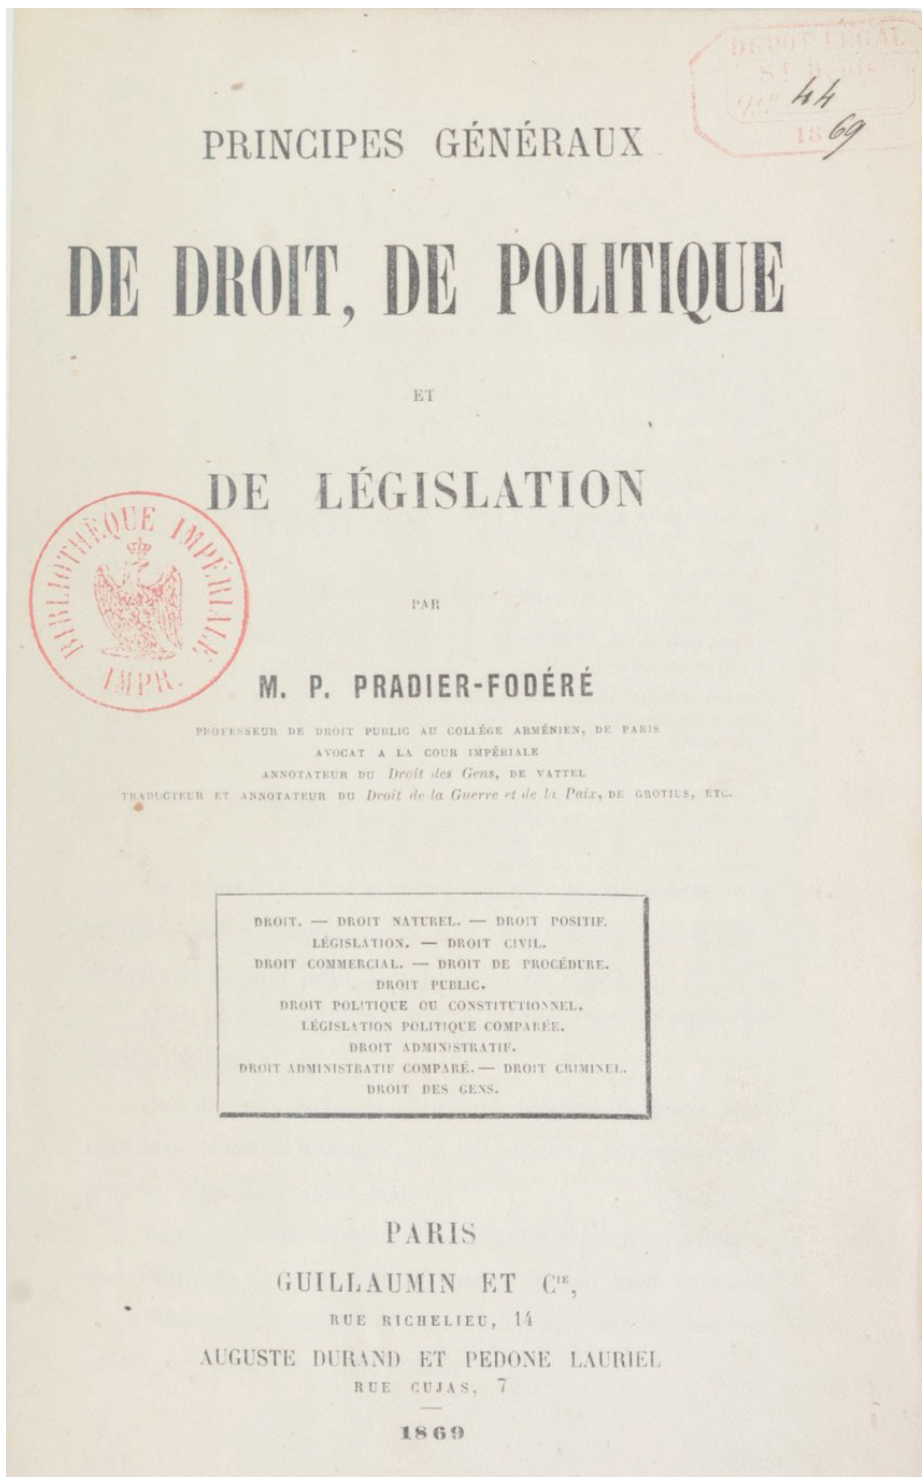 DEPOT LEGAL
44
1869
PRINCIPES GÉNÉRAUX
DE DROIT, DE POLITIQUE
ET
DE LÉGISLATION
BIBLIOTHÈQUE IMPÉRIALE
IMPR.
PAR
M. P. PRADIER-FODÉRÉ
PROFESSEUR DE DROIT PUBLIC AU COLLÉGE ARMÉNIEN, DE PARIS
AVOCAT A LA COUR IMPÉRIALE
ANNOTATEUR DU Droit des Gens, DE VATTEL
TRADUCTEUR ET ANNOTATEUR DU Droit de la Guerre et de la Paix, DE GROTIUS, ETC.
DROIT. — DROIT NATUREL. — DROIT POSITIF.
LÉGISLATION. — DROIT CIVIL.
DROIT COMMERCIAL. — DROIT DE PROCÉDURE.
DROIT PUBLIC.
DROIT POLITIQUE OU CONSTITUTIONNEL.
LÉGISLATION POLITIQUE COMPARÉE.
DROIT ADMINISTRATIF.
DROIT ADMINISTRATIF COMPARÉ. — DROIT CRIMINEL.
DROIT DES GENS.
PARIS
GUILLAUMIN ET CIE,
RUE RICHELIEU, 14
AUGUSTE DURAND ET PEDONE LAURIEL
RUE CUJAS, 7
1869